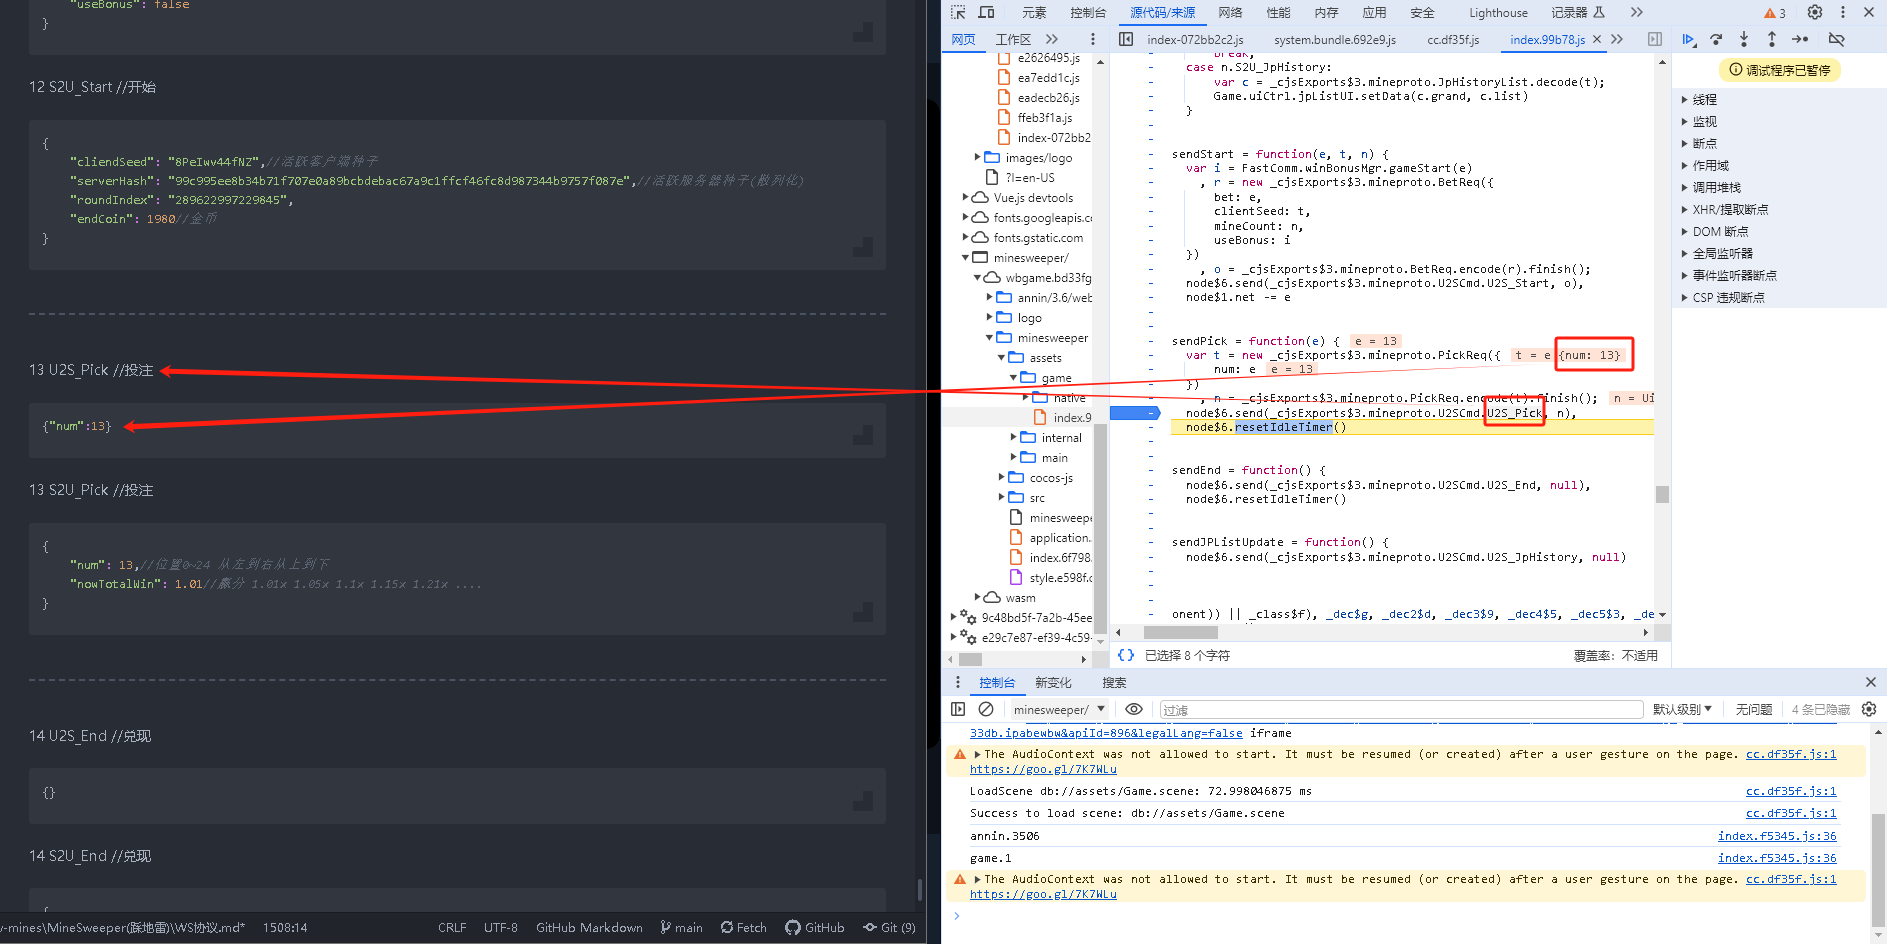 "useBonus": false
}
12 S2U_Start //开始
{
"cliendSeed": "8PeIwv44fNZ",//活跃客户端种子
"serverHash": "99c995ee8b34b71f707e0a89bcbdebac67a9c1ffcf46fc8d987344b9757f087e",//活跃服务器种子(散列化)
"roundIndex": "289622997229845",
"endCoin": 1980//金币
}
13 U2S_Pick //投注
{"num":13}
13 S2U_Pick //投注
{
"num": 13,//位置0~24 从左到右从上到下
"nowTotalWin": 1.01//赢分 1.01x 1.05x 1.1x 1.15x 1.21x ....
}
14 U2S_End //兑现
{}
14 S2U_End //兑现
{
v-mines\MineSweeper(踩地雷)\WS协议.md* 1508:14 CRLF UTF-8 GitHub Markdown main Fetch GitHub Git (9)
元素 控制台 源代码/来源 网络 性能 内存 应用 安全 Lighthouse 记录器 3
网页 工作区
index-072bb2c2.js system.bundle.692e9.js cc.df35f.js index.99b78.js
e2626495.js
ea7edd1c.js
eadecb26.js
ffeb3f1a.js
index-072bb2
images/logo
?l=en-US
Vue.js devtools
fonts.googleapis.cc
fonts.gstatic.com
minesweeper/
wbgame.bd33fg
annin/3.6/web
logo
minesweeper
assets
game
native
index.9
internal
main
cocos-js
src
minesweepe
application.
index.6f798.
style.e598f.c
wasm
9c48bd5f-7a2b-45ee
e29c7e87-ef39-4c59-
break;
case n.S2U_JpHistory:
var c = _cjsExports$3.mineproto.JpHistoryList.decode(t);
Game.uiCtrl.jpListUI.setData(c.grand, c.list)
}
sendStart = function(e, t, n) {
var i = FastComm.winBonusMgr.gameStart(e)
, r = new _cjsExports$3.mineproto.BetReq({
bet: e,
clientSeed: t,
mineCount: n,
useBonus: i
})
, o = _cjsExports$3.mineproto.BetReq.encode(r).finish();
node$6.send(_cjsExports$3.mineproto.U2SCmd.U2S_Start, o),
node$1.net -= e
sendPick = function(e) { e = 13
var t = new _cjsExports$3.mineproto.PickReq({ t = e {num: 13}
num: e e = 13
})
, n = _cjsExports$3.mineproto.PickReq.encode(t).finish(); n = Ui
node$6.send(_cjsExports$3.mineproto.U2SCmd.U2S_Pick, n),
node$6.resetIdleTimer()
sendEnd = function() {
node$6.send(_cjsExports$3.mineproto.U2SCmd.U2S_End, null),
node$6.resetIdleTimer()
sendJPListUpdate = function() {
node$6.send(_cjsExports$3.mineproto.U2SCmd.U2S_JpHistory, null)
onent)) || _class$f), _dec$g, _dec2$d, _dec3$9, _dec4$5, _dec5$3, _de
{} 已选择 8 个字符 覆盖率：不适用
调试程序已暂停
线程
监视
断点
作用域
调用堆栈
XHR/提取断点
DOM 断点
全局监听器
事件监听器断点
CSP 违规断点
控制台 新变化 搜索
minesweeper/ 过滤 默认级别 无问题 4 条已隐藏
33db.ipabewbw&apiId=896&legalLang=false iframe
The AudioContext was not allowed to start. It must be resumed (or created) after a user gesture on the page. cc.df35f.js:1
https://goo.gl/7K7WLu
LoadScene db://assets/Game.scene: 72.998046875 ms cc.df35f.js:1
Success to load scene: db://assets/Game.scene cc.df35f.js:1
annin.3506 index.f5345.js:36
game.1 index.f5345.js:36
The AudioContext was not allowed to start. It must be resumed (or created) after a user gesture on the page. cc.df35f.js:1
https://goo.gl/7K7WLu